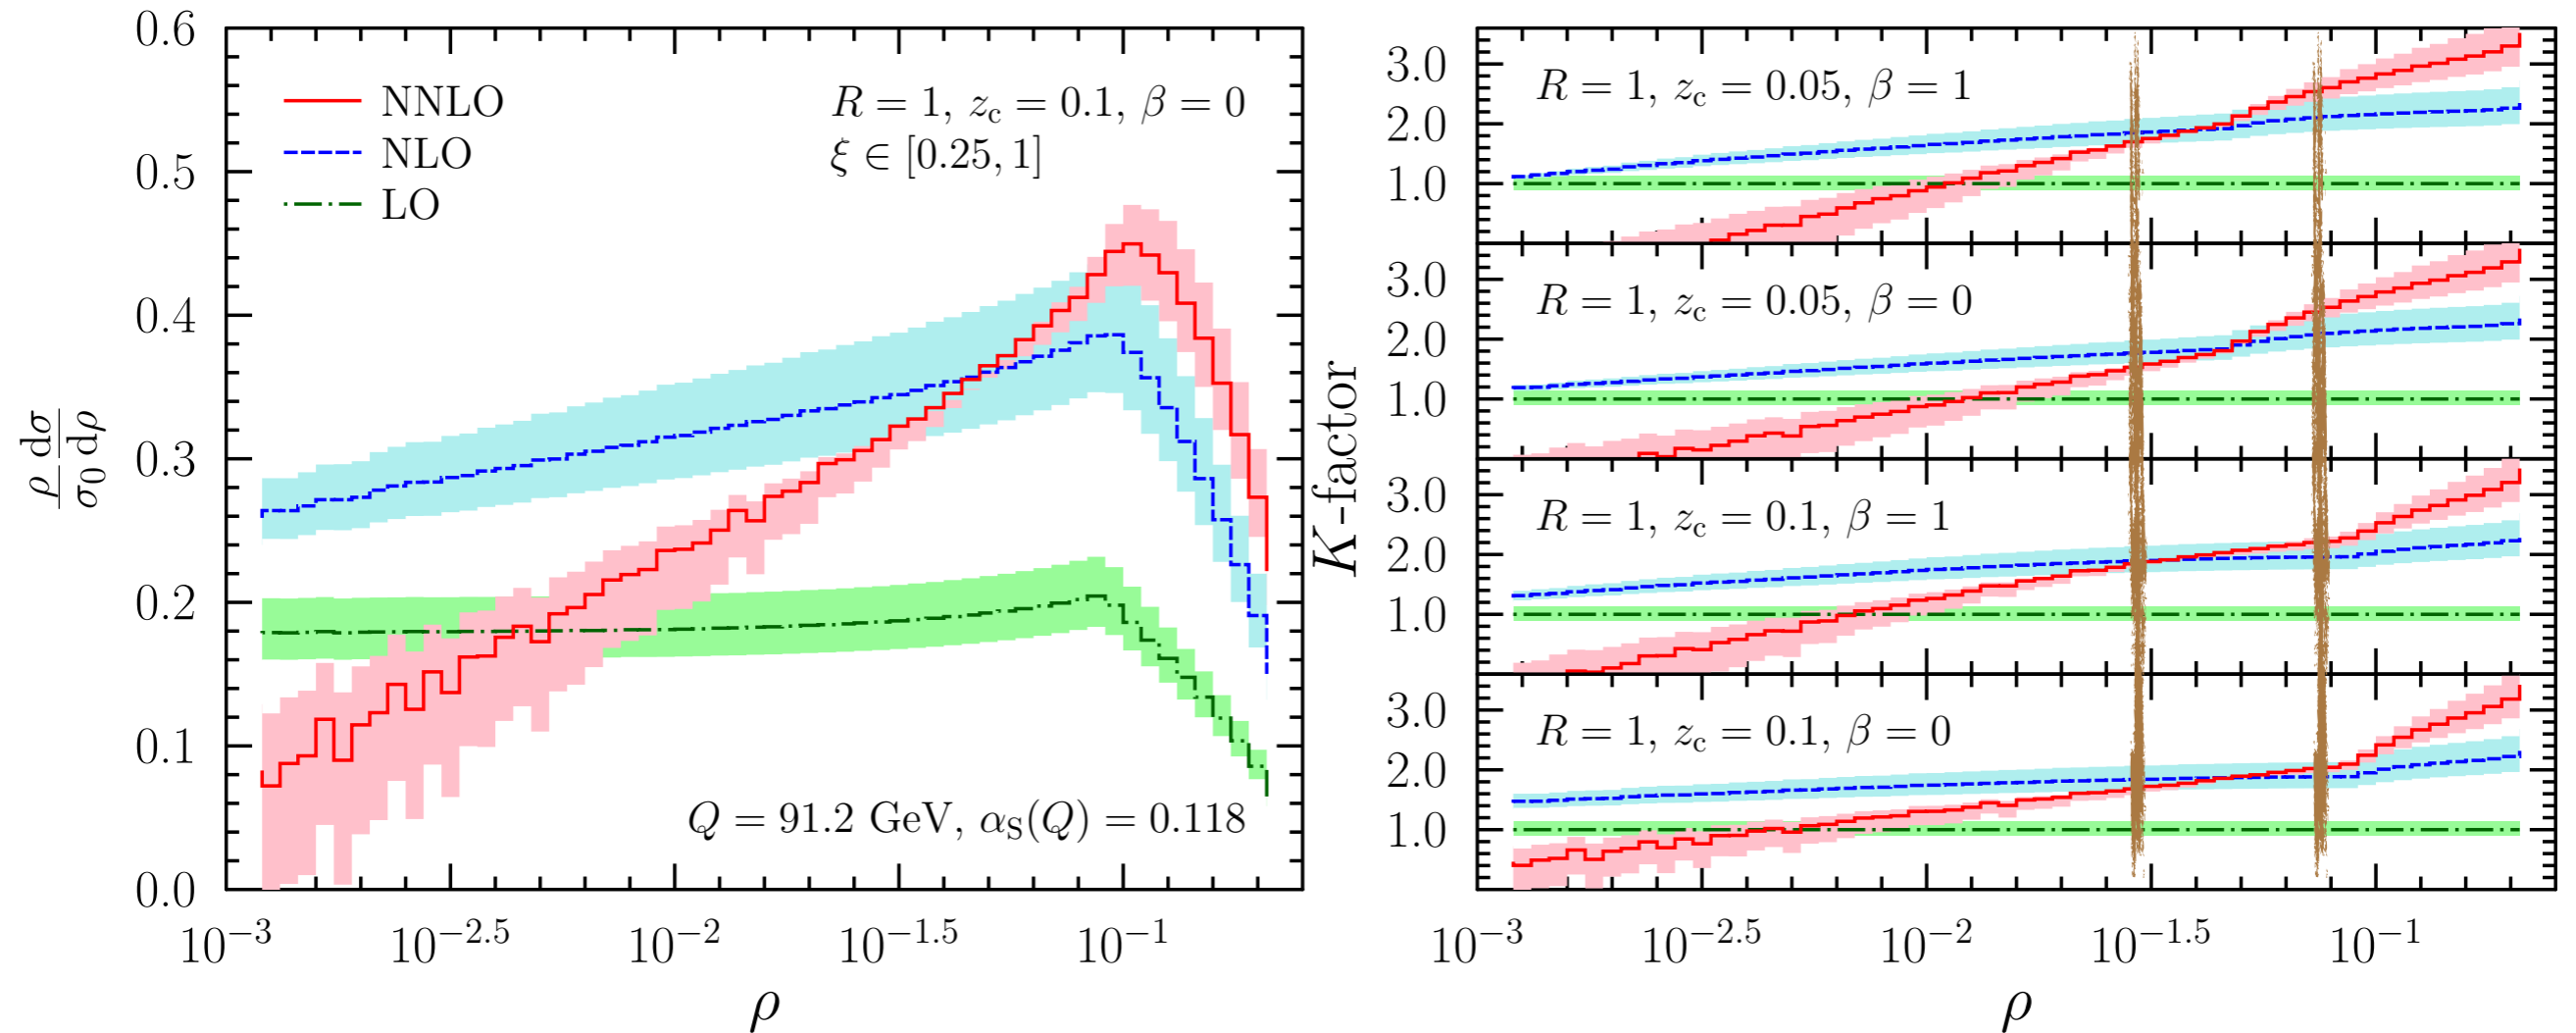 0.6
0.5
0.4
0.3
0.2
0.1
0.0
ρ/σ₀ dσ/dρ
NNLO
NLO
LO
R = 1, z_c = 0.1, β = 0
ξ ∈ [0.25, 1]
Q = 91.2 GeV, α_S(Q) = 0.118
10⁻³ 10⁻²·⁵ 10⁻² 10⁻¹·⁵ 10⁻¹
ρ
K-factor
3.0
2.0
1.0
R = 1, z_c = 0.05, β = 1
3.0
2.0
1.0
R = 1, z_c = 0.05, β = 0
3.0
2.0
1.0
R = 1, z_c = 0.1, β = 1
3.0
2.0
1.0
R = 1, z_c = 0.1, β = 0
10⁻³ 10⁻²·⁵ 10⁻² 10⁻¹·⁵ 10⁻¹
ρ